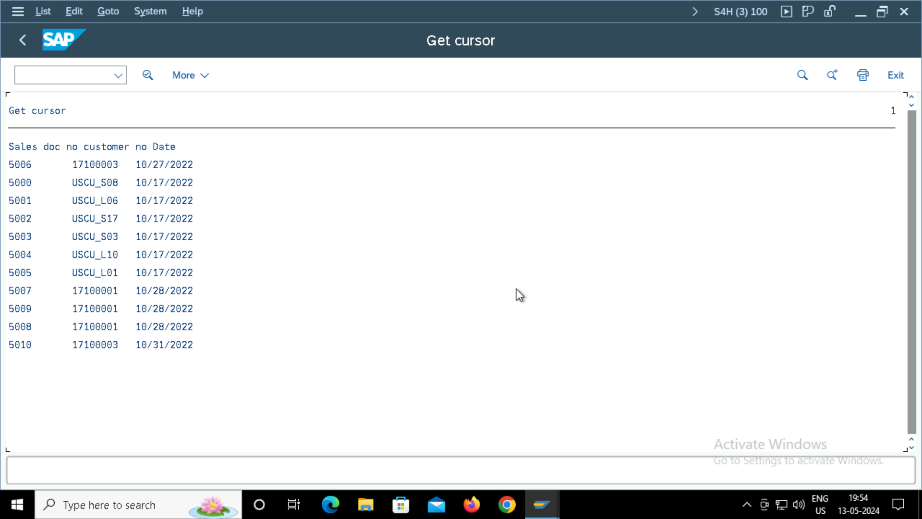 List Edit Goto System Help S4H (3) 100
SAP Get cursor
More Exit
Get cursor 1
Sales doc no customer no Date
5006 17100003 10/27/2022
5000 USCU_S08 10/17/2022
5001 USCU_L06 10/17/2022
5002 USCU_S17 10/17/2022
5003 USCU_S03 10/17/2022
5004 USCU_L10 10/17/2022
5005 USCU_L01 10/17/2022
5007 17100001 10/28/2022
5009 17100001 10/28/2022
5008 17100001 10/28/2022
5010 17100003 10/31/2022
Activate Windows
Go to Settings to activate Windows.
Type here to search
ENG 19:54
US 13-05-2024